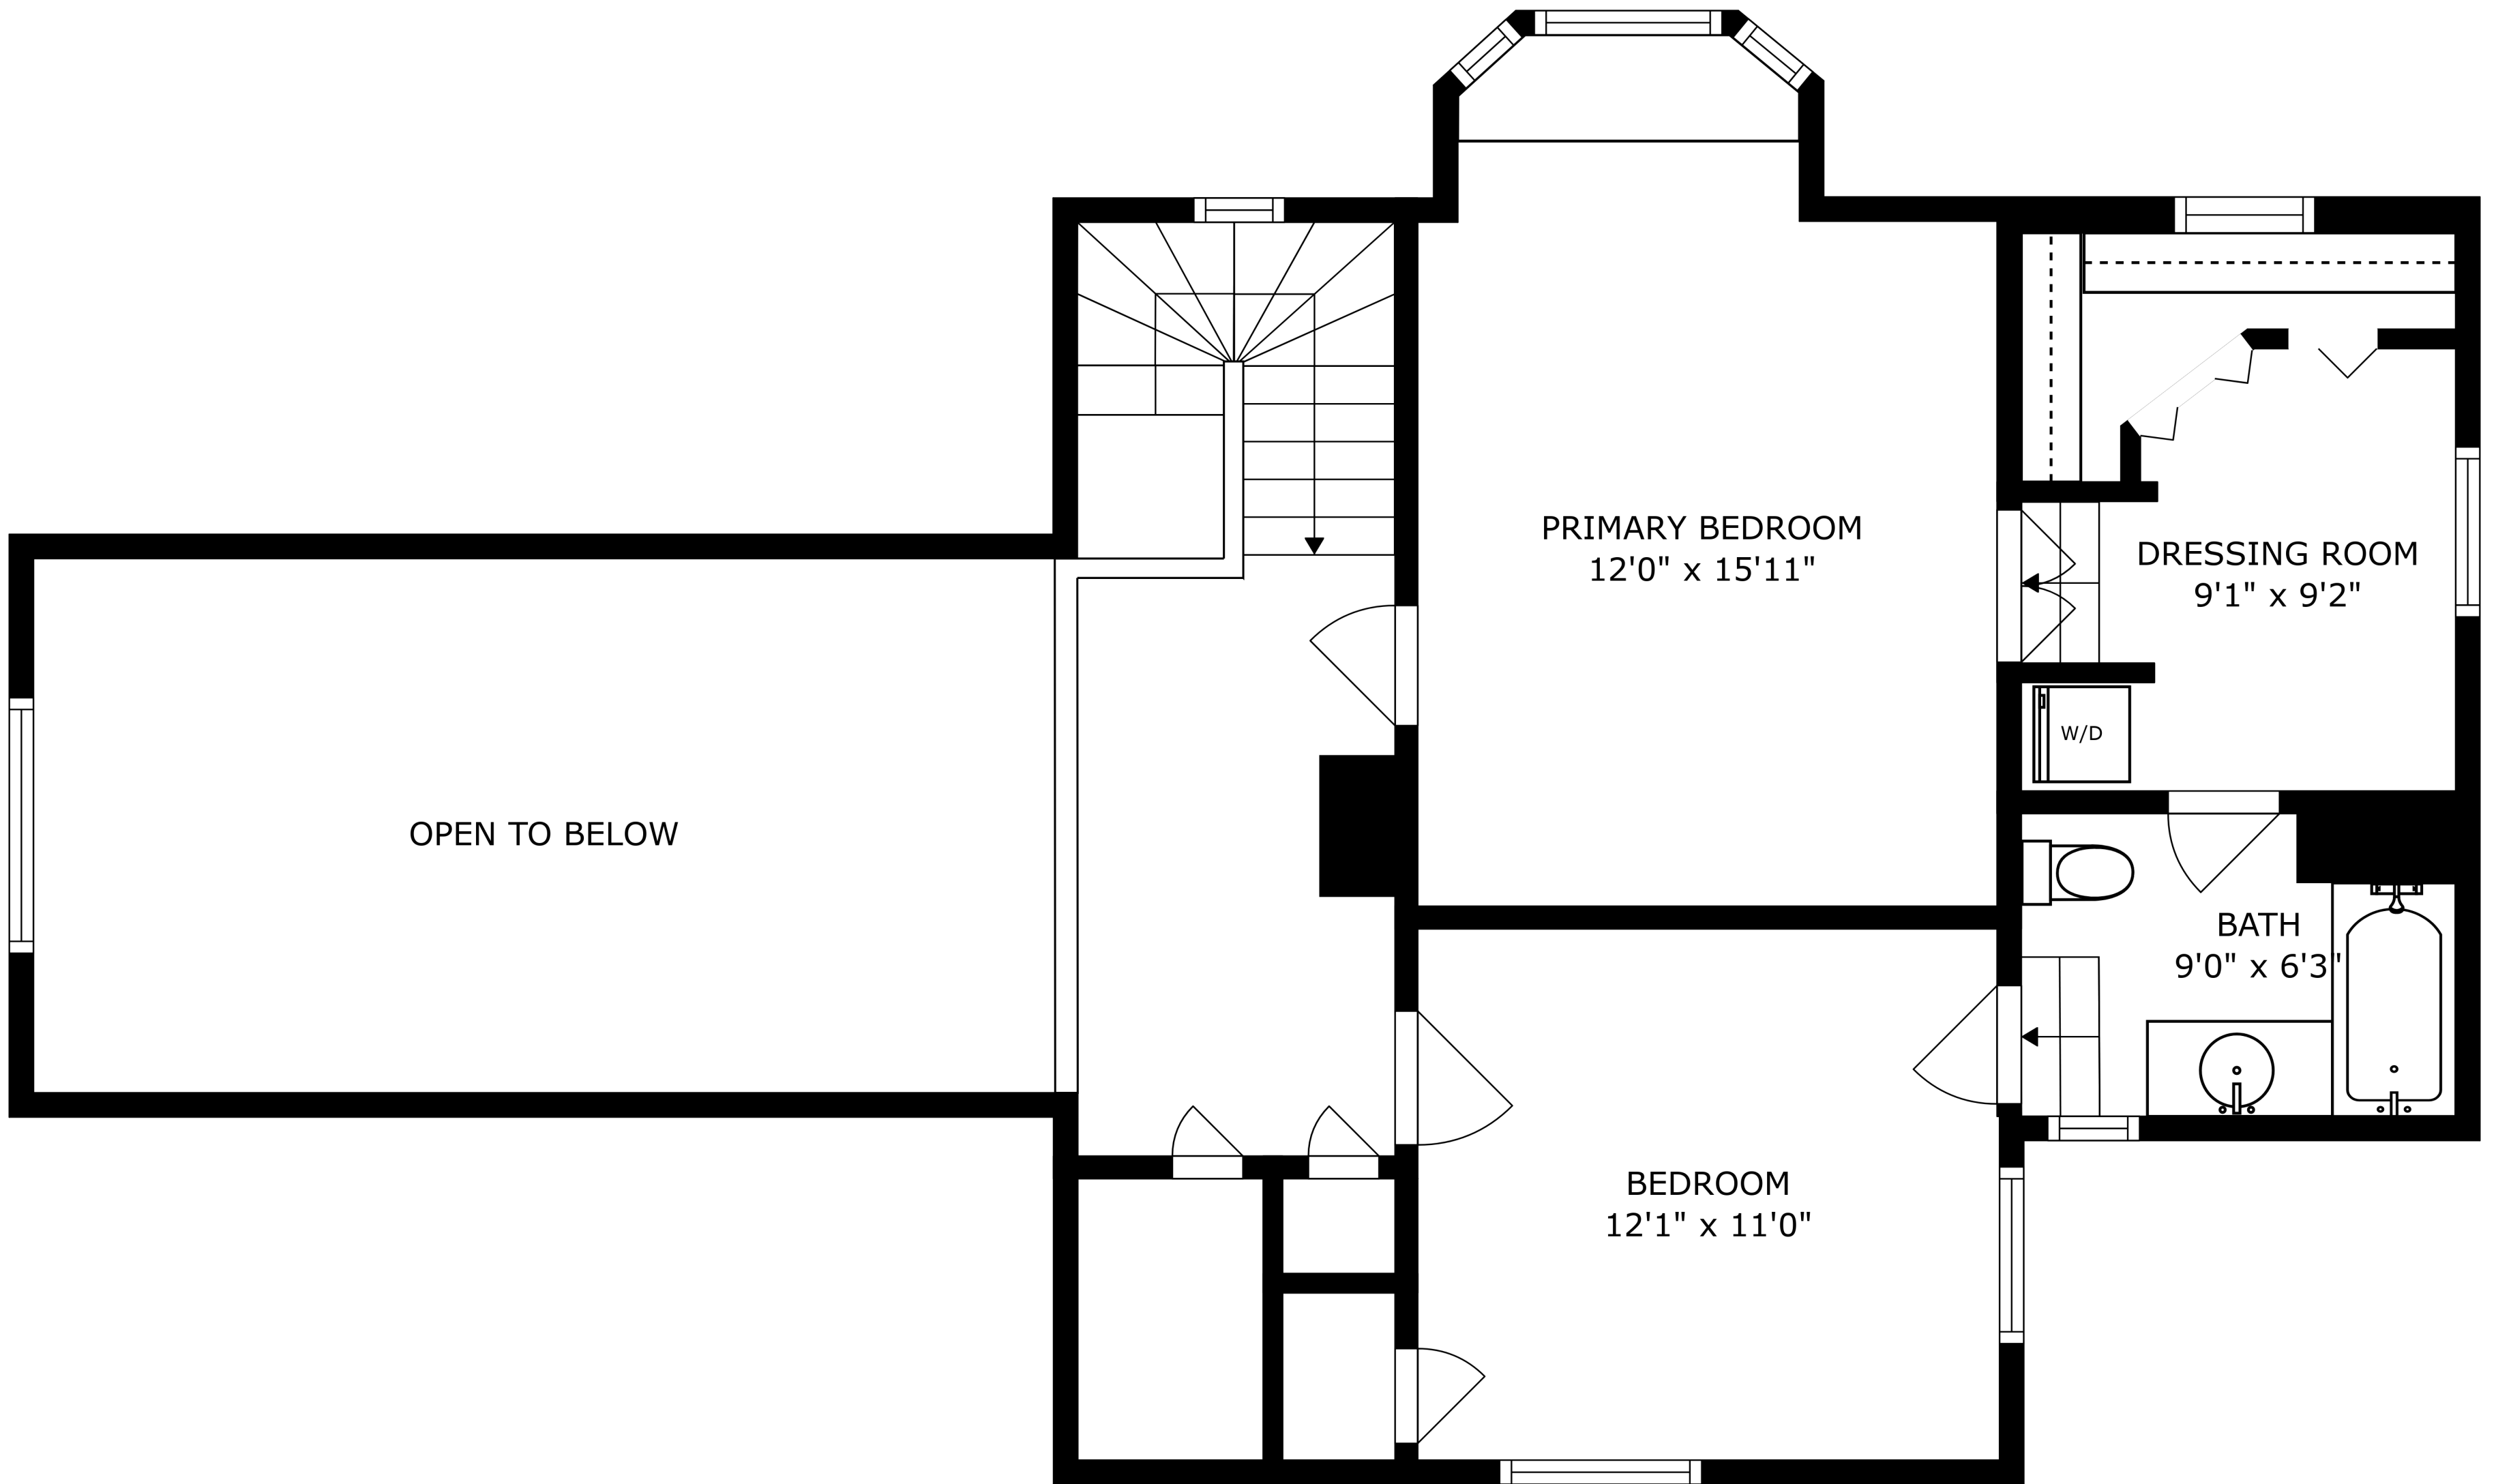 PRIMARY BEDROOM
12'0" x 15'11"
DRESSING ROOM
9'1" x 9'2"
W/D
OPEN TO BELOW
BATH
9'0" x 6'3"
BEDROOM
12'1" x 11'0"